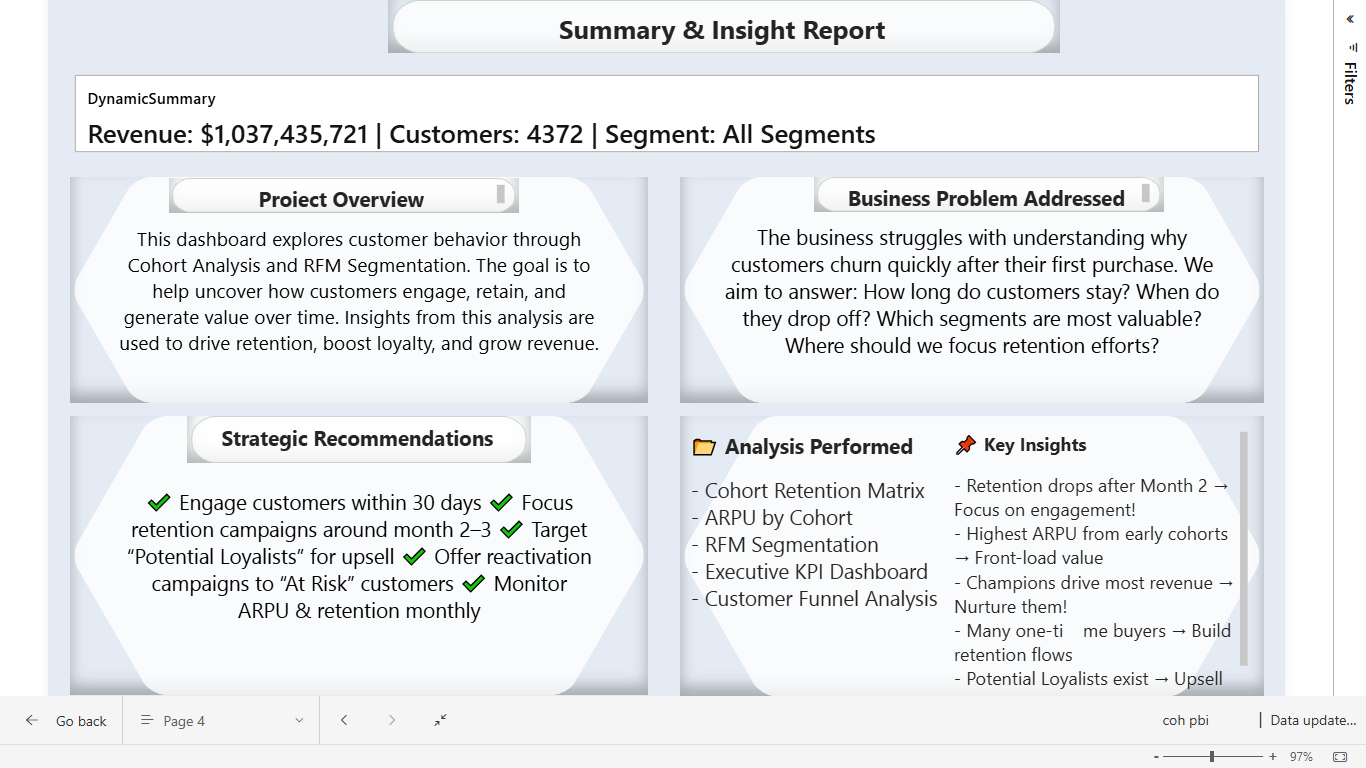 Summary & Insight Report
«
Filters
DynamicSummary
Revenue: $1,037,435,721 | Customers: 4372 | Segment: All Segments
Project Overview
This dashboard explores customer behavior through
Cohort Analysis and RFM Segmentation. The goal is to
help uncover how customers engage, retain, and
generate value over time. Insights from this analysis are
used to drive retention, boost loyalty, and grow revenue.
Business Problem Addressed
The business struggles with understanding why
customers churn quickly after their first purchase. We
aim to answer: How long do customers stay? When do
they drop off? Which segments are most valuable?
Where should we focus retention efforts?
Strategic Recommendations
✔ Engage customers within 30 days ✔ Focus
retention campaigns around month 2–3 ✔ Target
“Potential Loyalists” for upsell ✔ Offer reactivation
campaigns to “At Risk” customers ✔ Monitor
ARPU & retention monthly
📂 Analysis Performed
- Cohort Retention Matrix
- ARPU by Cohort
- RFM Segmentation
- Executive KPI Dashboard
- Customer Funnel Analysis
📌 Key Insights
- Retention drops after Month 2 →
Focus on engagement!
- Highest ARPU from early cohorts
→ Front-load value
- Champions drive most revenue →
Nurture them!
- Many one-ti me buyers → Build
retention flows
- Potential Loyalists exist → Upsell
Go back
Page 4
coh pbi
Data update...
- + 97%